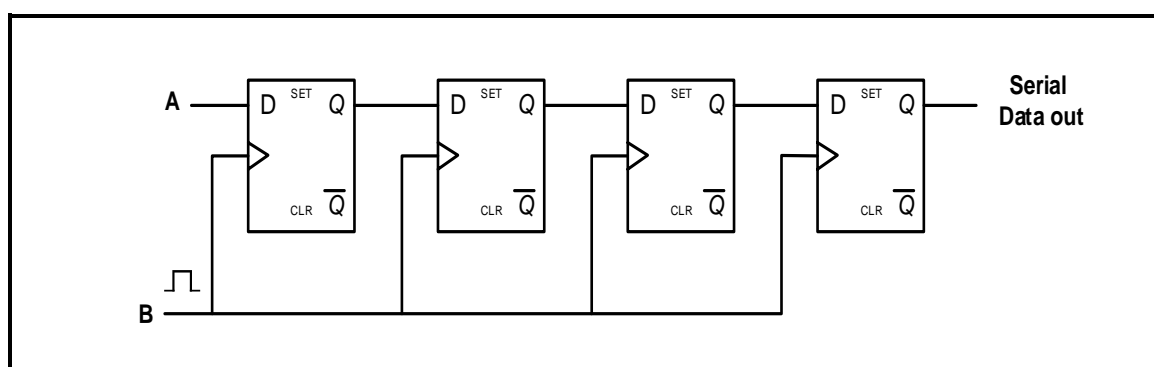 A
D SET Q
CLR Q̅
D SET Q
CLR Q̅
D SET Q
CLR Q̅
D SET Q
CLR Q̅
Serial
Data out
B